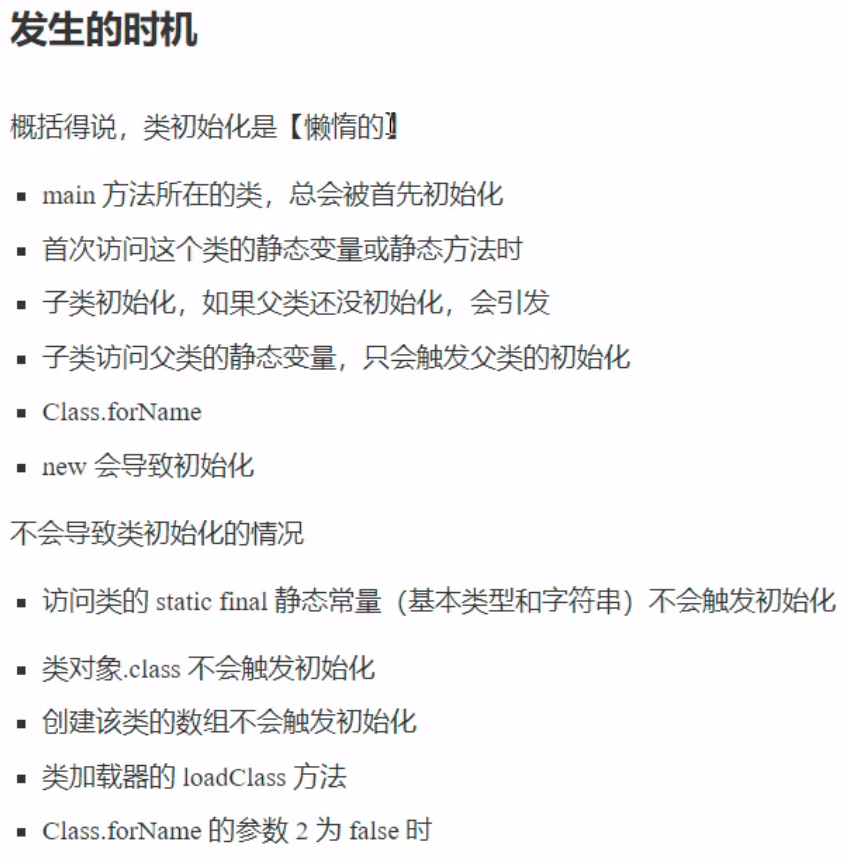 发生的时机
概括得说，类初始化是【懒惰的】
▪ main 方法所在的类，总会被首先初始化
▪ 首次访问这个类的静态变量或静态方法时
▪ 子类初始化，如果父类还没初始化，会引发
▪ 子类访问父类的静态变量，只会触发父类的初始化
▪ Class.forName
▪ new 会导致初始化
不会导致类初始化的情况
▪ 访问类的 static final 静态常量（基本类型和字符串）不会触发初始化
▪ 类对象.class 不会触发初始化
▪ 创建该类的数组不会触发初始化
▪ 类加载器的 loadClass 方法
▪ Class.forName 的参数 2 为 false 时